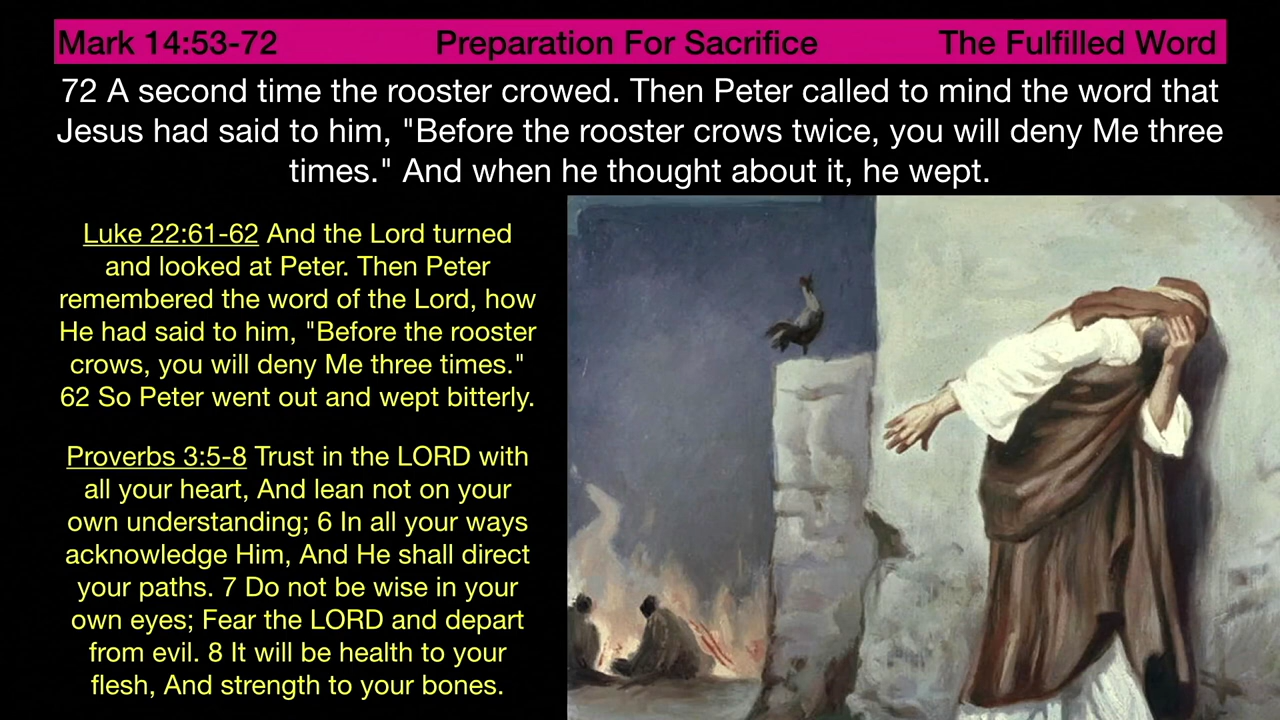 Mark 14:53-72 Preparation For Sacrifice The Fulfilled Word
72 A second time the rooster crowed. Then Peter called to mind the word that
Jesus had said to him, "Before the rooster crows twice, you will deny Me three
times." And when he thought about it, he wept.
Luke 22:61-62 And the Lord turned
and looked at Peter. Then Peter
remembered the word of the Lord, how
He had said to him, "Before the rooster
crows, you will deny Me three times."
62 So Peter went out and wept bitterly.
Proverbs 3:5-8 Trust in the LORD with
all your heart, And lean not on your
own understanding; 6 In all your ways
acknowledge Him, And He shall direct
your paths. 7 Do not be wise in your
own eyes; Fear the LORD and depart
from evil. 8 It will be health to your
flesh, And strength to your bones.